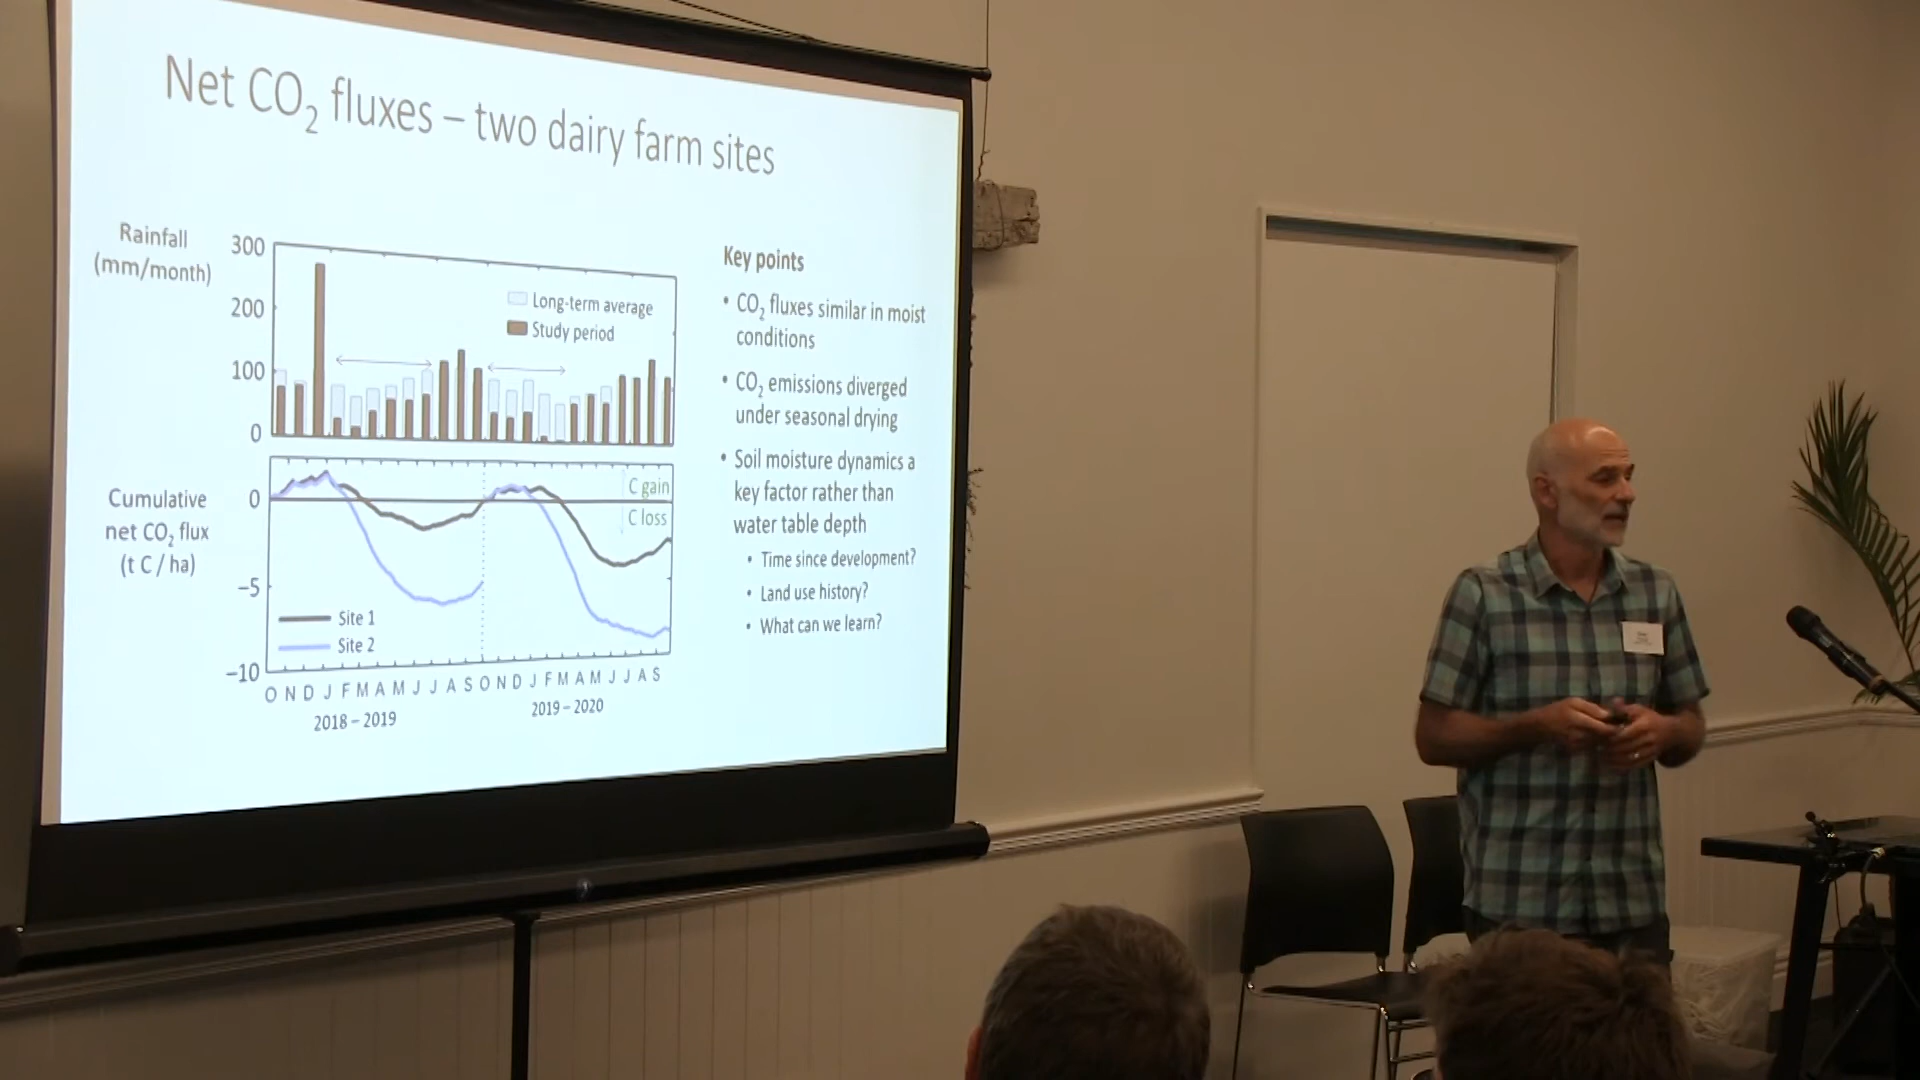 Net CO₂ fluxes – two dairy farm sites
Rainfall
(mm/month)
300
200
100
0
Long-term average
Study period
Cumulative
net CO₂ flux
(t C / ha)
0
–5
–10
C gain
C loss
Site 1
Site 2
O N D J F M A M J J A S O N D J F M A M J J A S
2018 – 2019
2019 – 2020
Key points
• CO₂ fluxes similar in moist
conditions
• CO₂ emissions diverged
under seasonal drying
• Soil moisture dynamics a
key factor rather than
water table depth
• Time since development?
• Land use history?
• What can we learn?